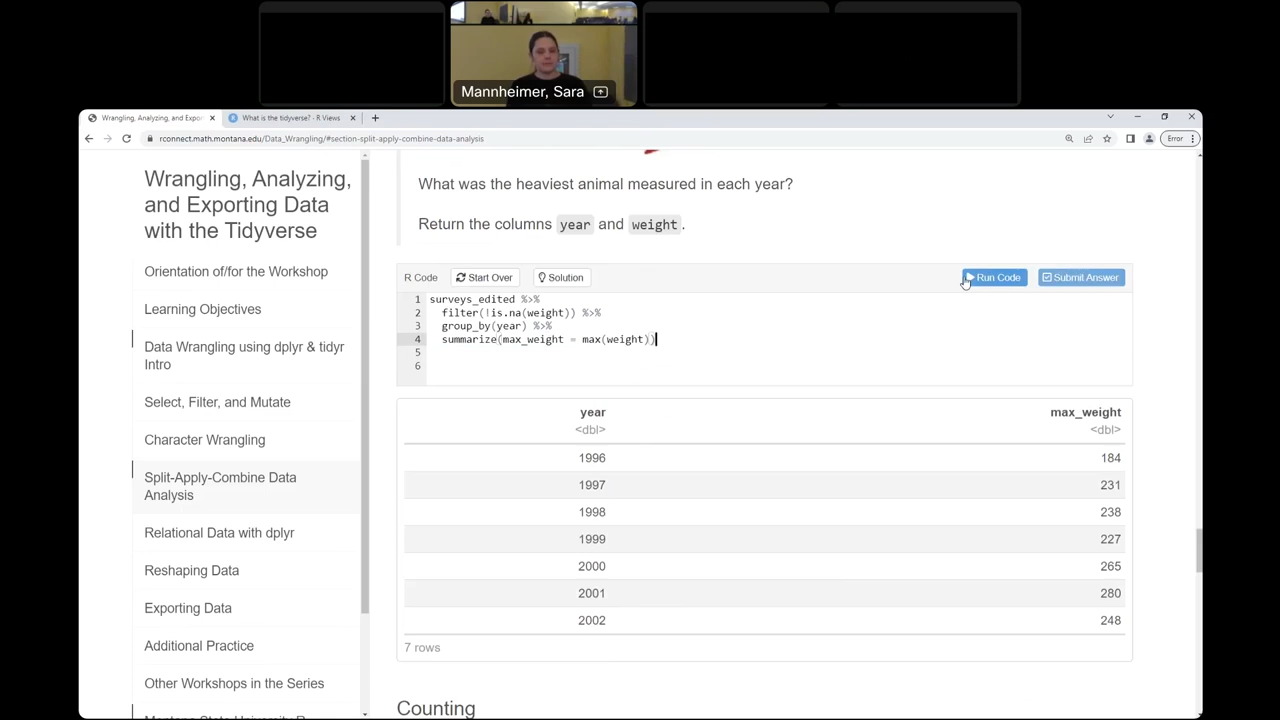 Mannheimer, Sara
Wrangling, Analyzing, and Expor
What is the tidyverse? · R Views
rconnect.math.montana.edu/Data_Wrangling/#section-split-apply-combine-data-analysis
Error
Wrangling, Analyzing,
and Exporting Data
with the Tidyverse
Orientation of/for the Workshop
Learning Objectives
Data Wrangling using dplyr & tidyr
Intro
Select, Filter, and Mutate
Character Wrangling
Split-Apply-Combine Data
Analysis
Relational Data with dplyr
Reshaping Data
Exporting Data
Additional Practice
Other Workshops in the Series
What was the heaviest animal measured in each year?
Return the columns year and weight.
R Code Start Over Solution Run Code Submit Answer
1 surveys_edited %>%
2 filter(!is.na(weight)) %>%
3 group_by(year) %>%
4 summarize(max_weight = max(weight))
5
6
year max_weight
<dbl> <dbl>
1996 184
1997 231
1998 238
1999 227
2000 265
2001 280
2002 248
7 rows
Counting